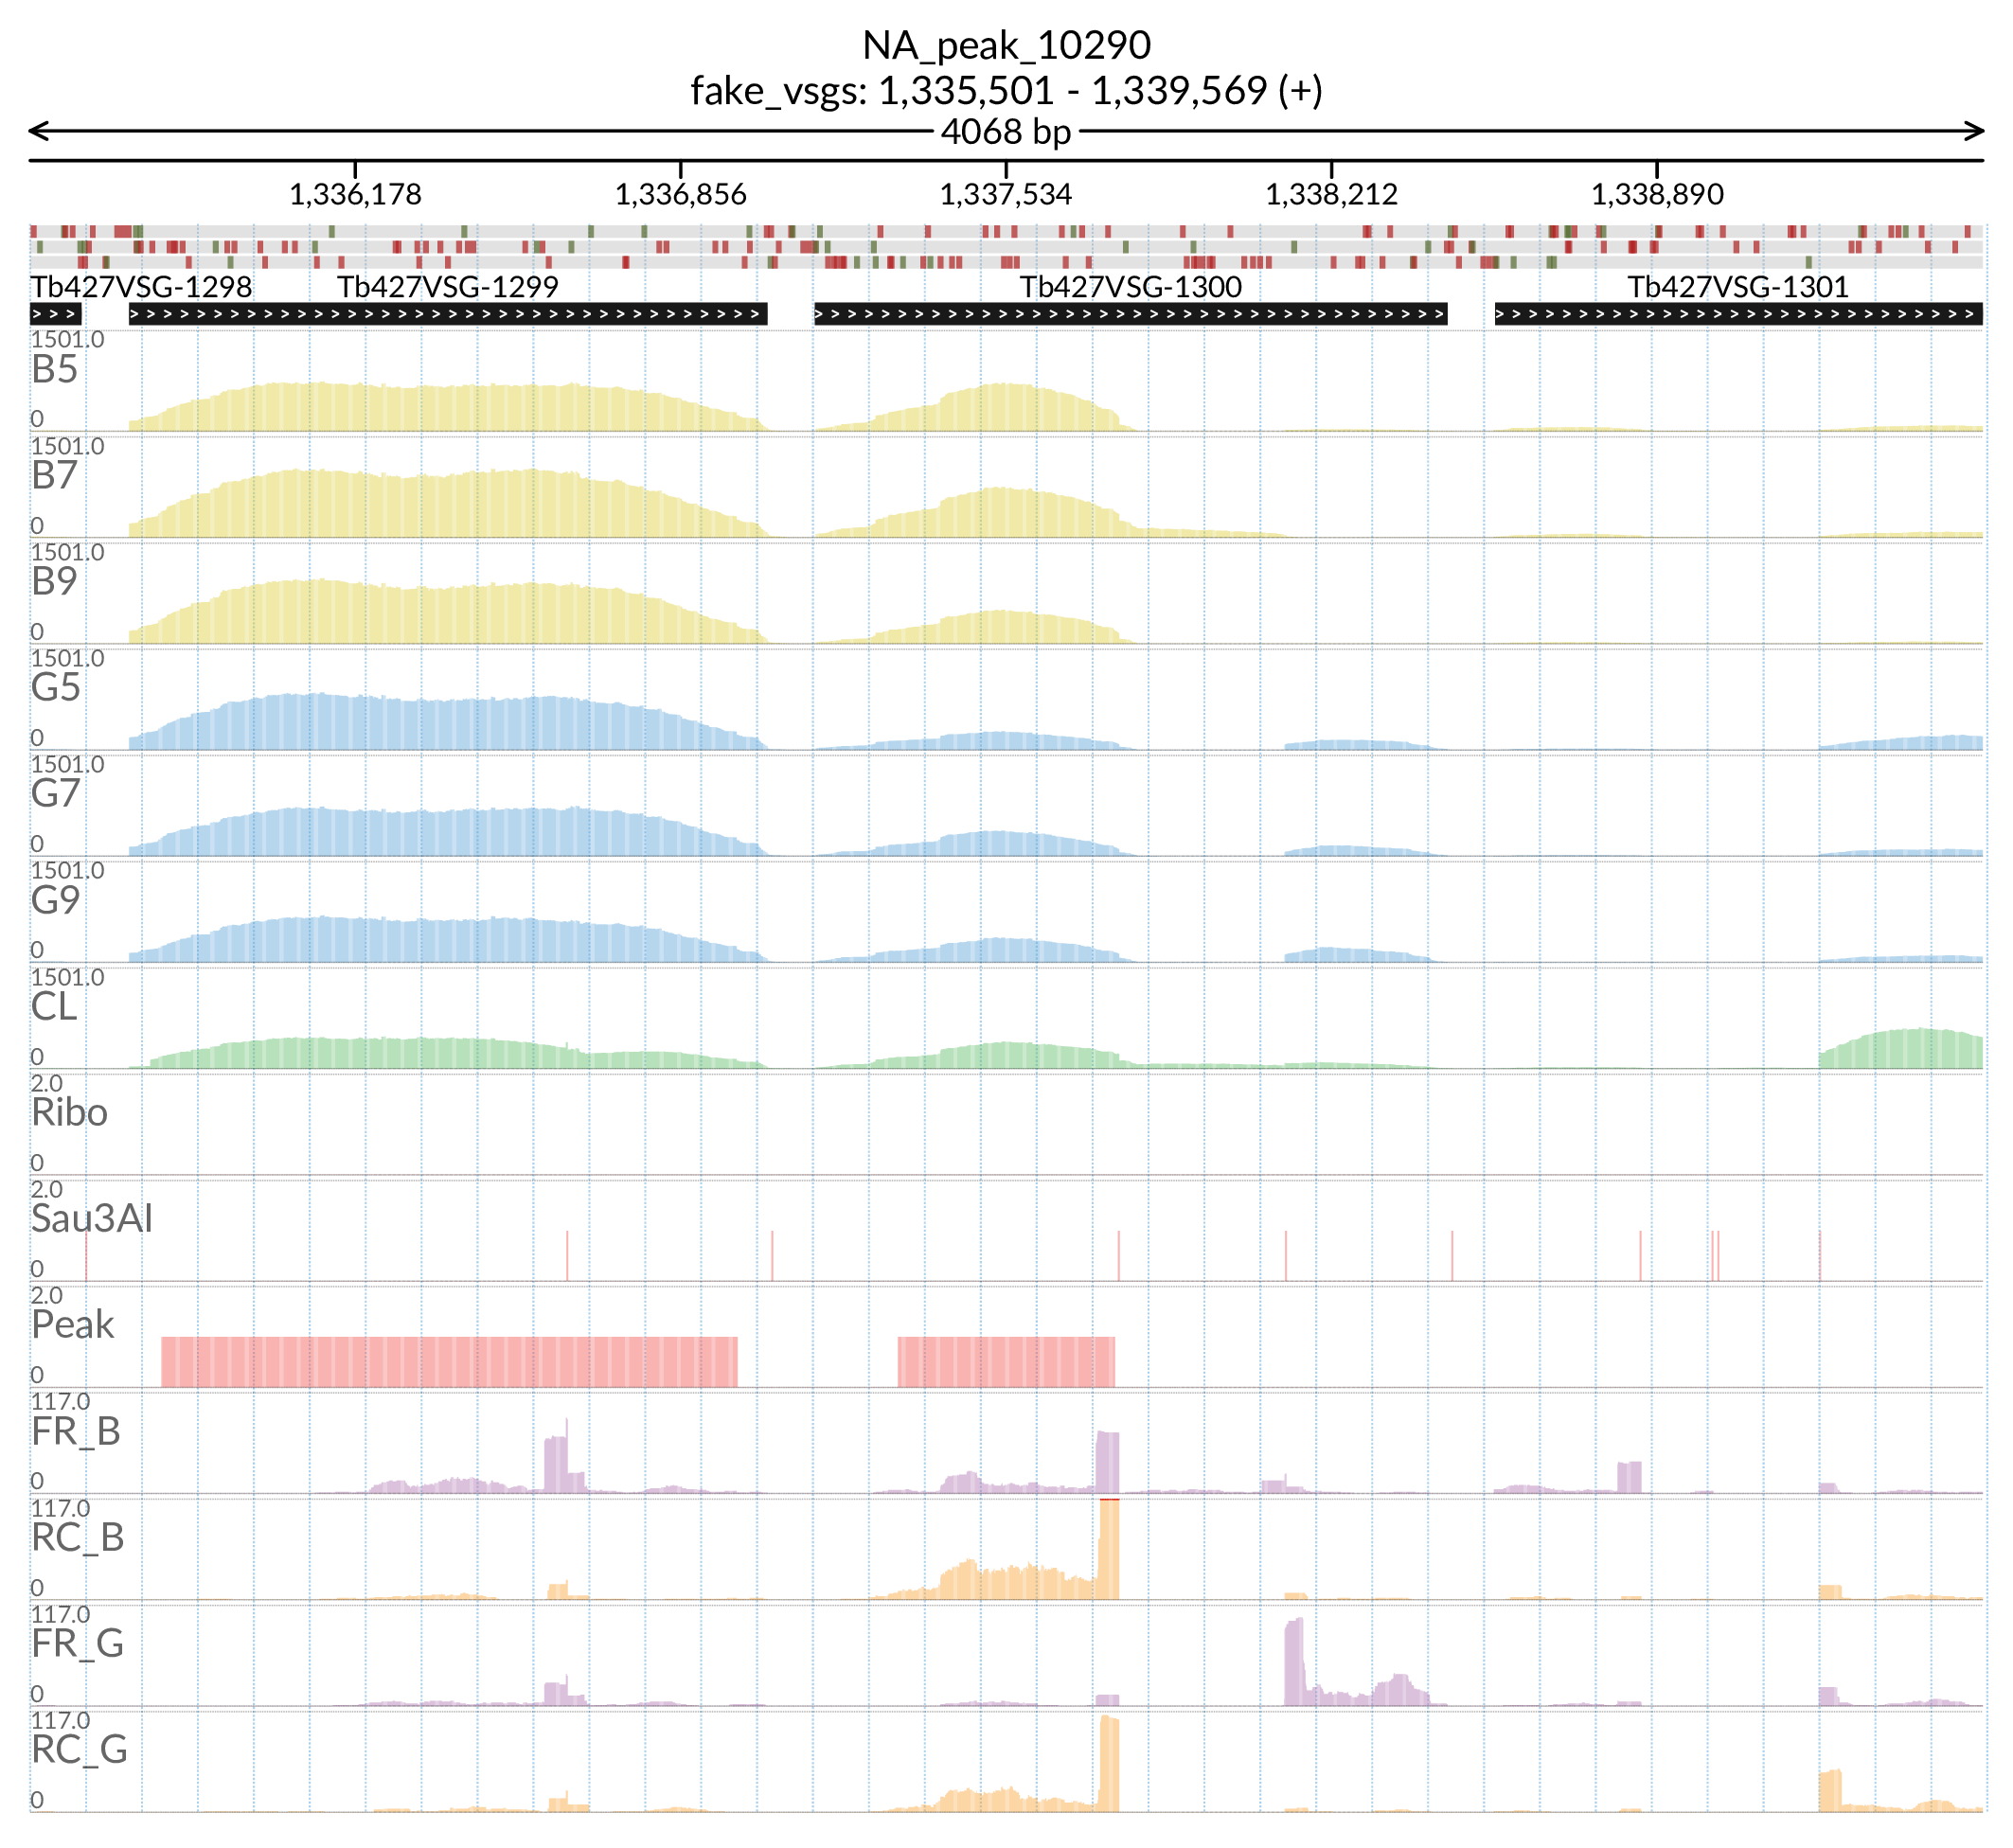 NA_peak_10290
fake_vsgs: 1,335,501 - 1,339,569 (+)
4068 bp
1,336,178 1,336,856 1,337,534 1,338,212 1,338,890
Tb427VSG-1298 Tb427VSG-1299 Tb427VSG-1300 Tb427VSG-1301
1501.0
B5
0
1501.0
B7
0
1501.0
B9
0
1501.0
G5
0
1501.0
G7
0
1501.0
G9
0
1501.0
CL
0
2.0
Ribo
0
2.0
Sau3AI
0
2.0
Peak
0
117.0
FR_B
0
117.0
RC_B
0
117.0
FR_G
0
117.0
RC_G
0